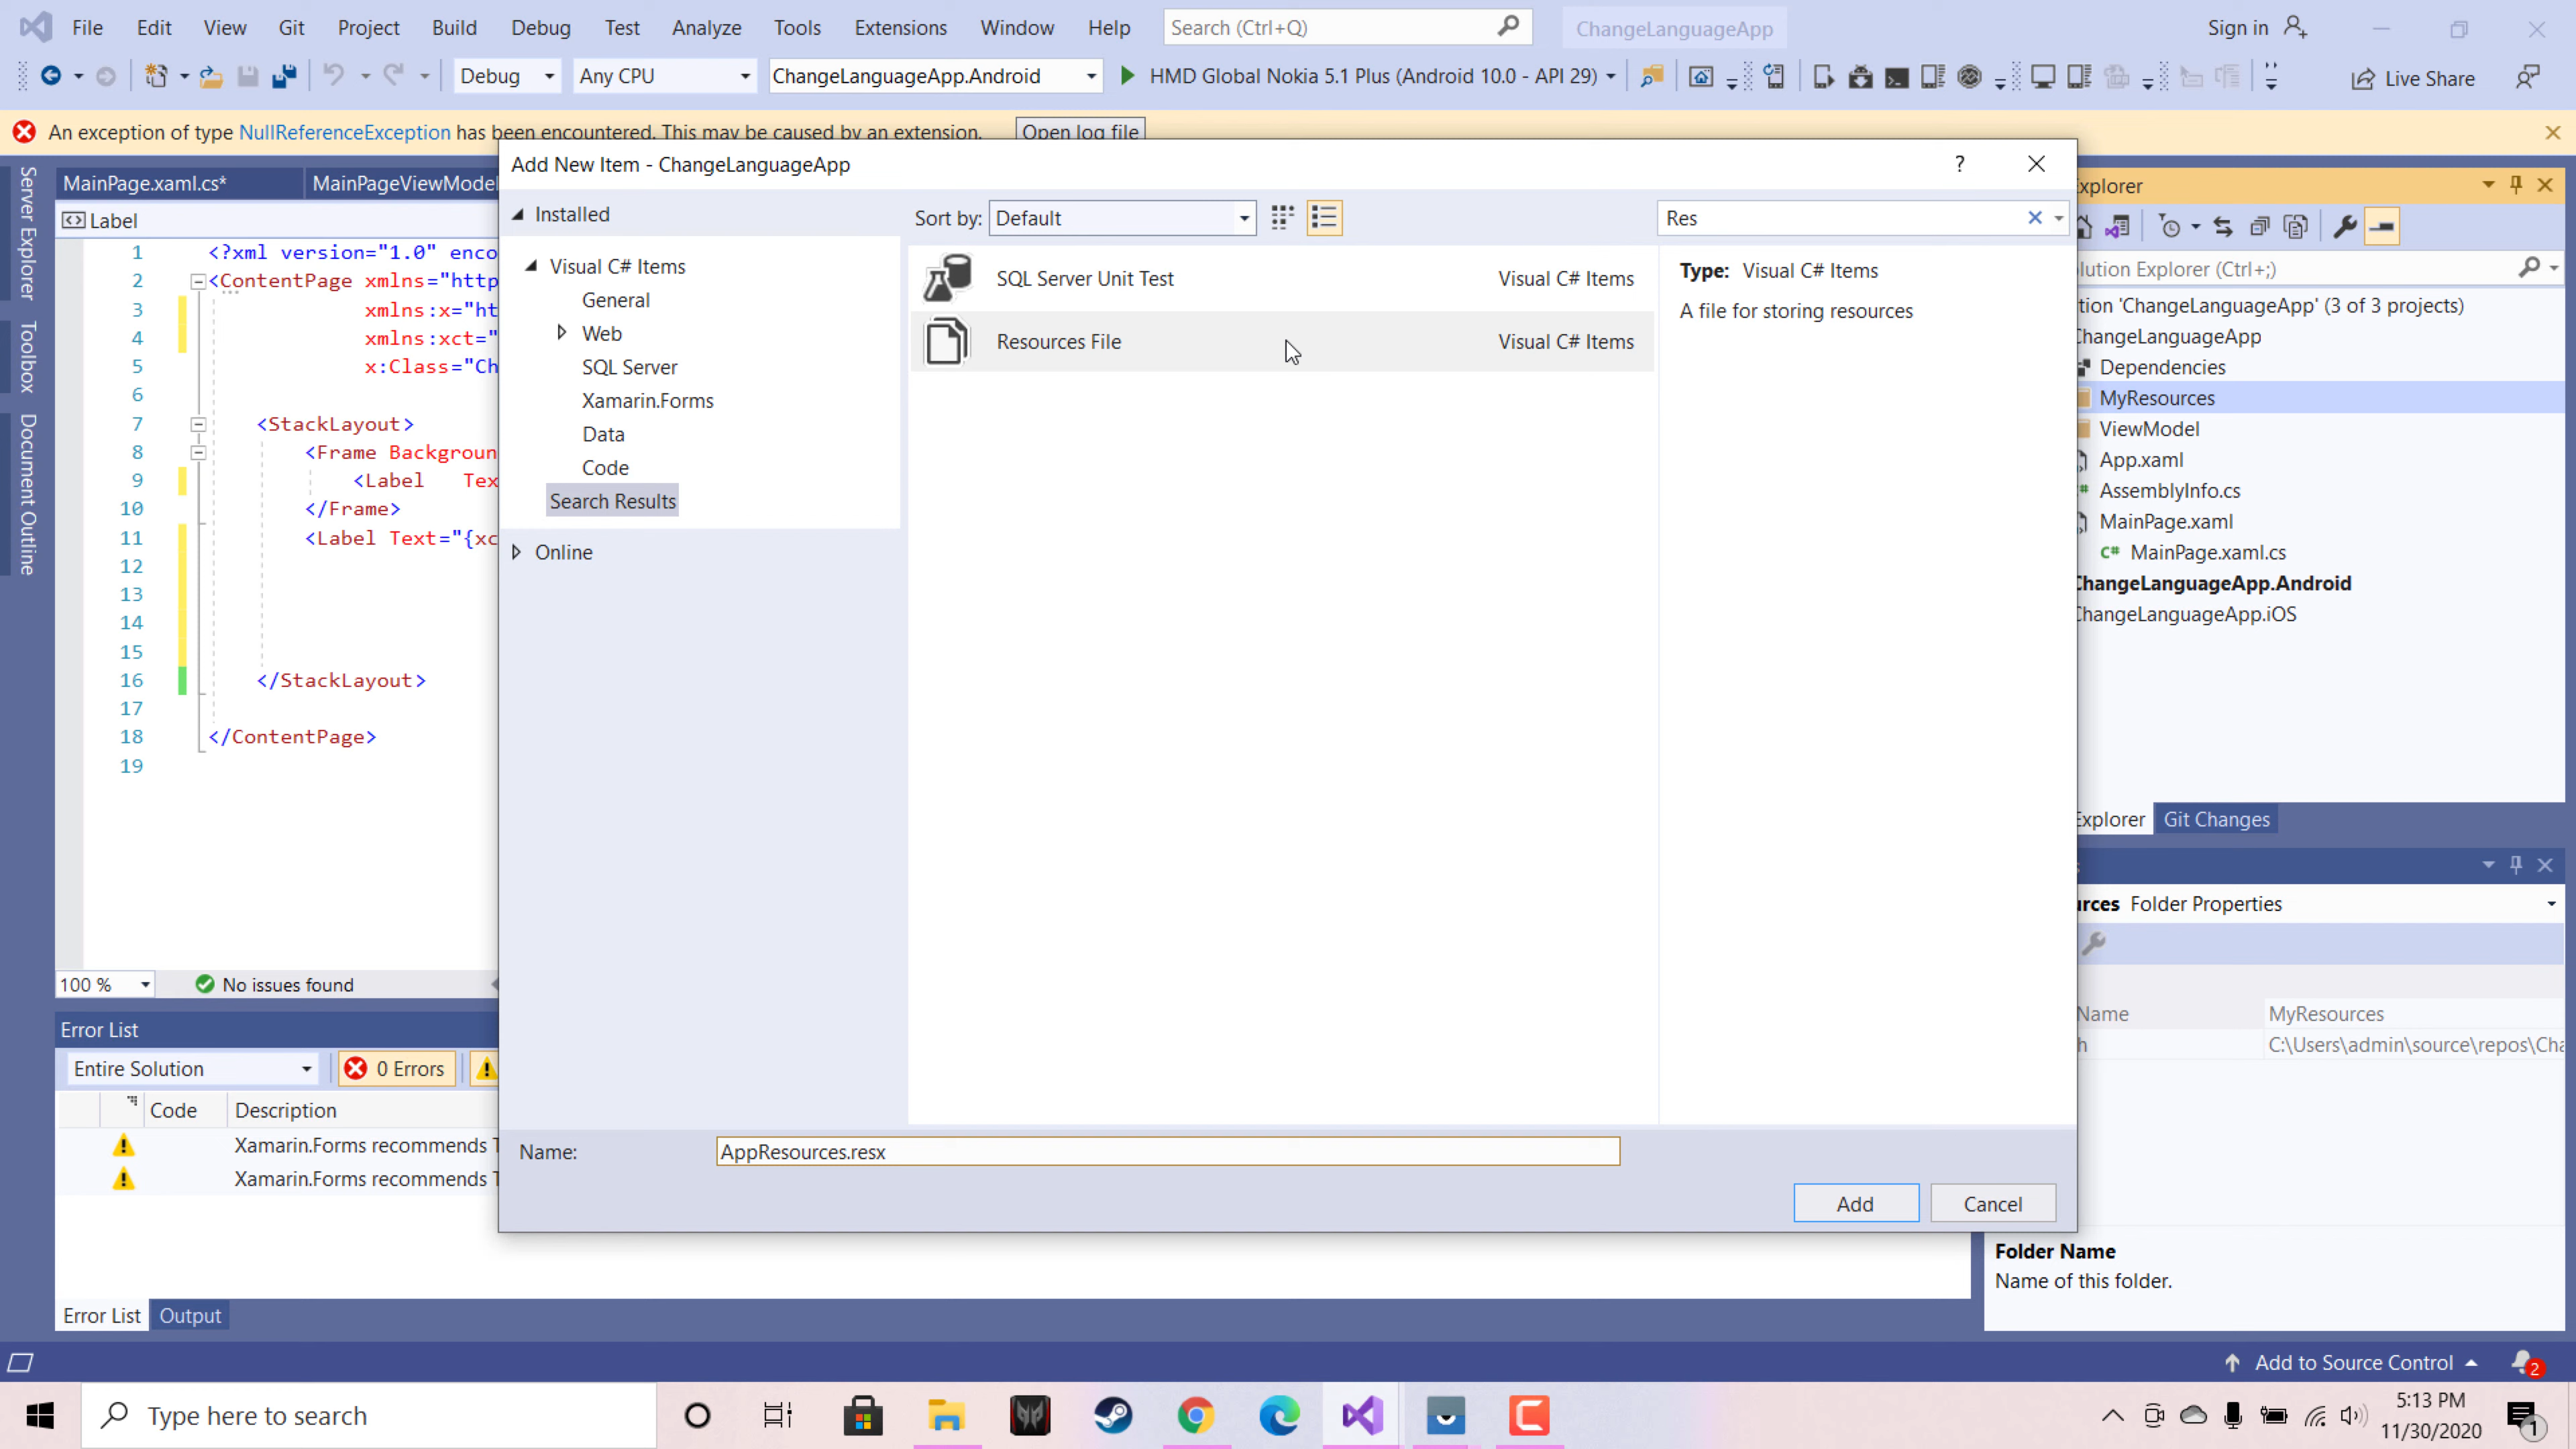 File Edit View Git Project Build Debug Test Analyze Tools Extensions Window Help Search (Ctrl+Q) ChangeLanguageApp Sign in
Debug Any CPU ChangeLanguageApp.Android HMD Global Nokia 5.1 Plus (Android 10.0 - API 29) Live Share
An exception of type NullReferenceException has been encountered. This may be caused by an extension. Open log file
Server Explorer
Toolbox
Document Outline
MainPage.xaml.cs* MainPageViewModel
Label
1 <?xml version="1.0" enco
2 <ContentPage xmlns="http
3 xmlns:x="ht
4 xmlns:xct="
5 x:Class="Ch
6
7 <StackLayout>
8 <Frame Backgroun
9 <Label Tex
10 </Frame>
11 <Label Text="{xc
12
13
14
15
16 </StackLayout>
17
18 </ContentPage>
19
100 % No issues found
Error List
Entire Solution 0 Errors
Code Description
Xamarin.Forms recommends T
Xamarin.Forms recommends T
Error List Output
Add New Item - ChangeLanguageApp ?
Installed
Visual C# Items
General
Web
SQL Server
Xamarin.Forms
Data
Code
Search Results
Online
Sort by: Default
Res
SQL Server Unit Test Visual C# Items
Resources File Visual C# Items
Type: Visual C# Items
A file for storing resources
Name: AppResources.resx
Add Cancel
Explorer
lution Explorer (Ctrl+;)
tion 'ChangeLanguageApp' (3 of 3 projects)
ChangeLanguageApp
Dependencies
MyResources
ViewModel
App.xaml
AssemblyInfo.cs
MainPage.xaml
C# MainPage.xaml.cs
ChangeLanguageApp.Android
ChangeLanguageApp.iOS
Explorer Git Changes
urces Folder Properties
Name MyResources
h C:\Users\admin\source\repos\Cha
Folder Name
Name of this folder.
Add to Source Control 2
Type here to search
5:13 PM
11/30/2020
1